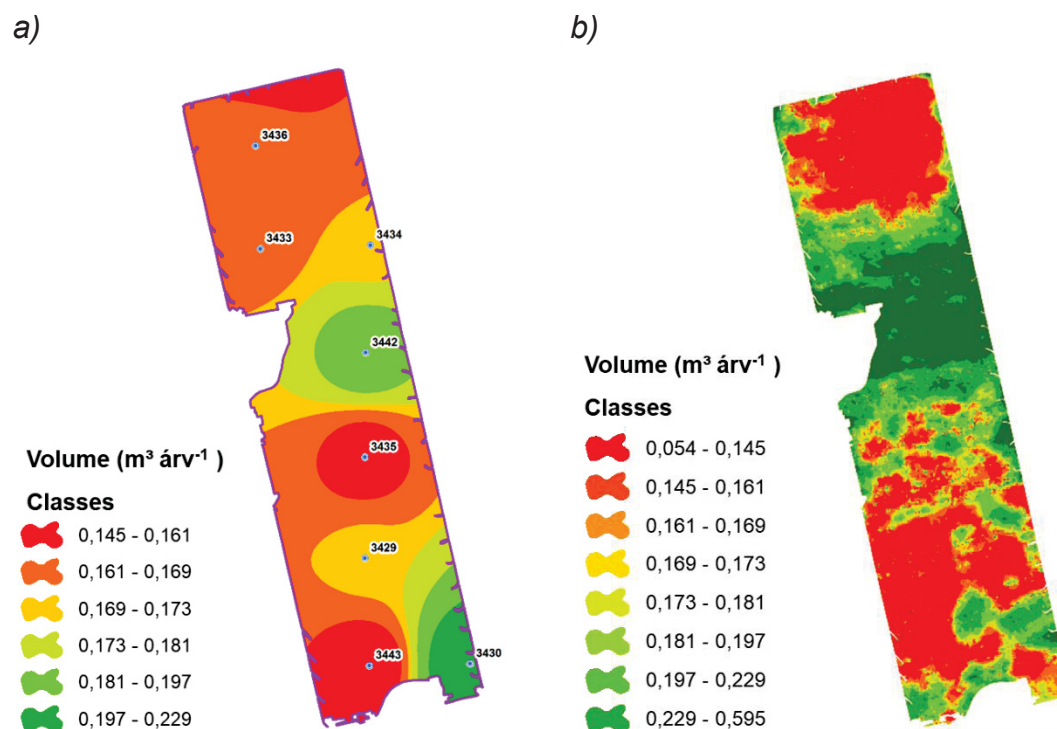 a)
3436
3433
3434
3442
3435
3429
3443
3430
Volume (m³ árv⁻¹ )
Classes
0,145 - 0,161
0,161 - 0,169
0,169 - 0,173
0,173 - 0,181
0,181 - 0,197
0,197 - 0,229
b)
Volume (m³ árv⁻¹ )
Classes
0,054 - 0,145
0,145 - 0,161
0,161 - 0,169
0,169 - 0,173
0,173 - 0,181
0,181 - 0,197
0,197 - 0,229
0,229 - 0,595